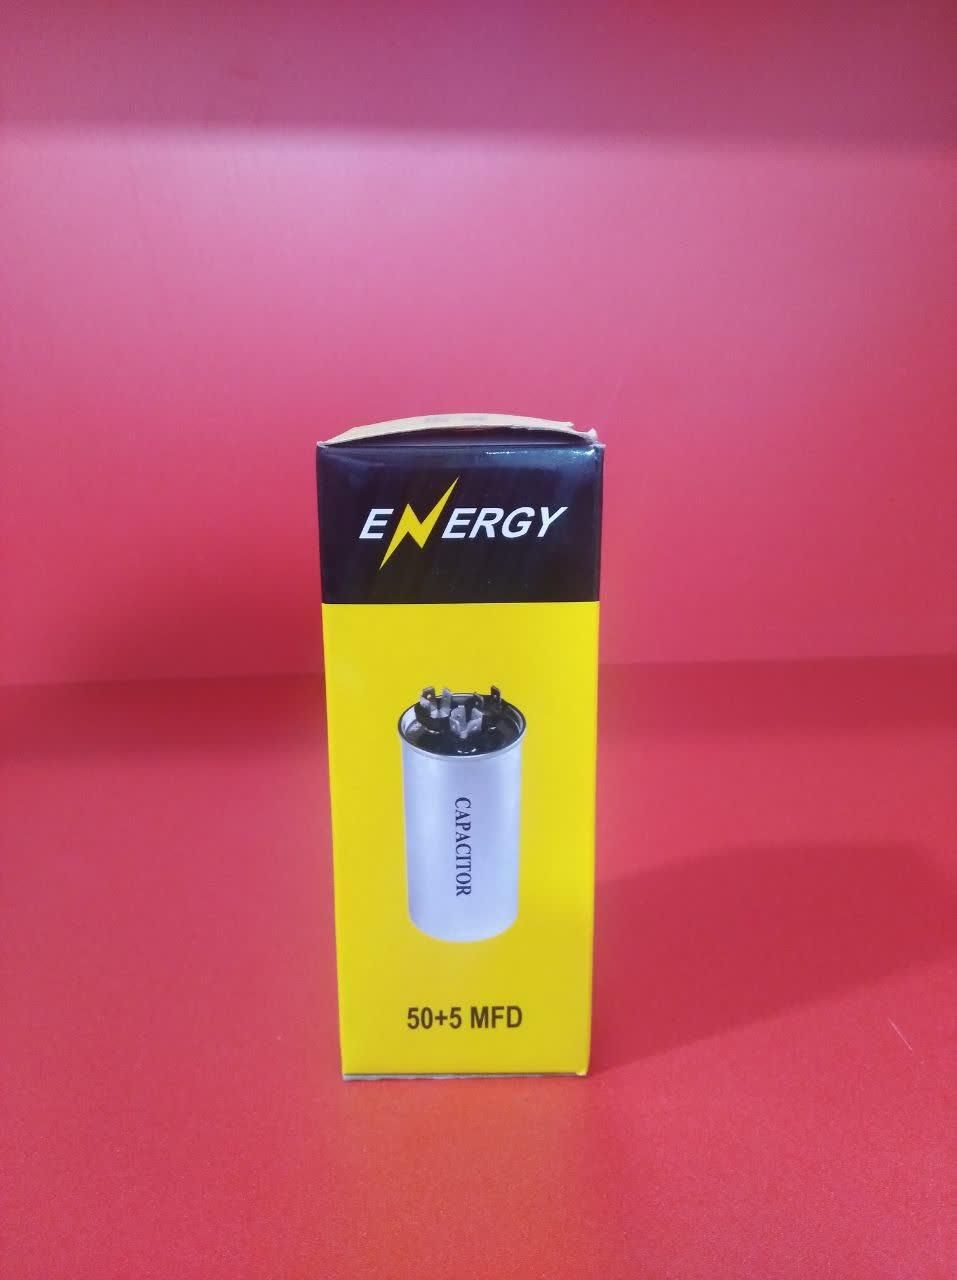 ENERGY
CAPACITOR
50+5 MFD